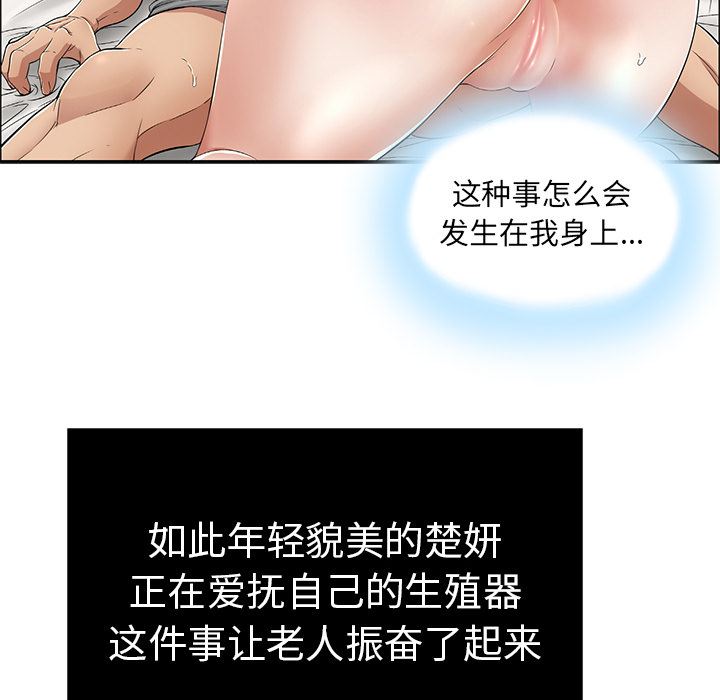 这种事怎么会
发生在我身上...
如此年轻貌美的楚妍
正在爱抚自己的生殖器
这件事让老人振奋了起来